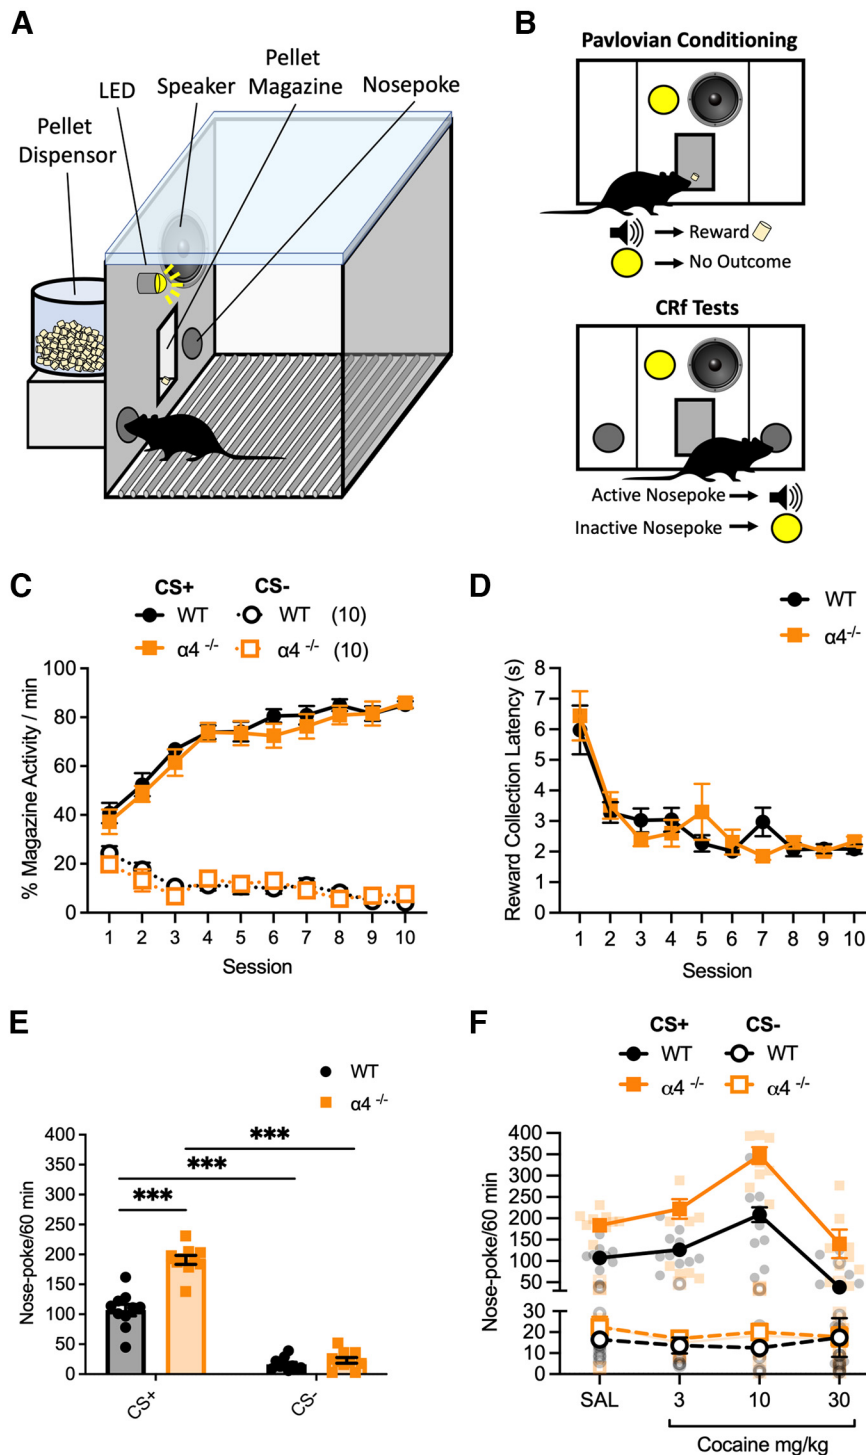 A
Pellet
Dispensor
LED
Speaker
Pellet
Magazine
Nosepoke
B
Pavlovian Conditioning
Reward
No Outcome
CRf Tests
Active Nosepoke
Inactive Nosepoke
C
CS+ CS-
WT WT (10)
α4 -/- α4 -/- (10)
% Magazine Activity / min
100
80
60
40
20
0
1 2 3 4 5 6 7 8 9 10
Session
D
WT
α4-/-
Reward Collection Latency (s)
8
7
6
5
4
3
2
1
0
1 2 3 4 5 6 7 8 9 10
Session
E
WT
α4 -/-
Nose-poke/60 min
400
350
300
250
200
150
100
50
0
***
***
***
CS+ CS-
F
CS+ CS-
WT WT
α4 -/- α4 -/-
Nose-poke/60 min
400
350
300
250
200
150
100
50
30
20
10
0
SAL 3 10 30
Cocaine mg/kg